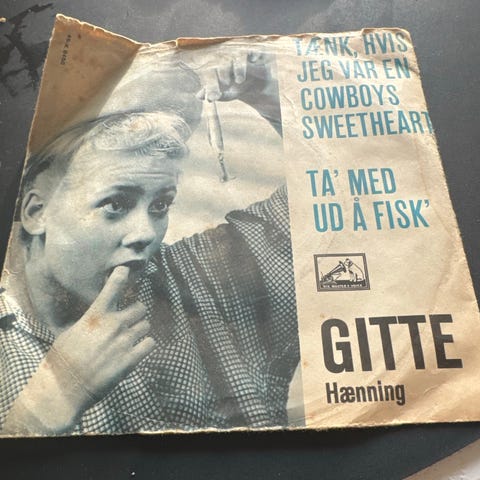 TÆNK, HVIS
JEG VAR EN
COWBOYS
SWEETHEART
TA' MED
UD Å FISK'
HIS MASTER'S VOICE
GITTE
Hænning